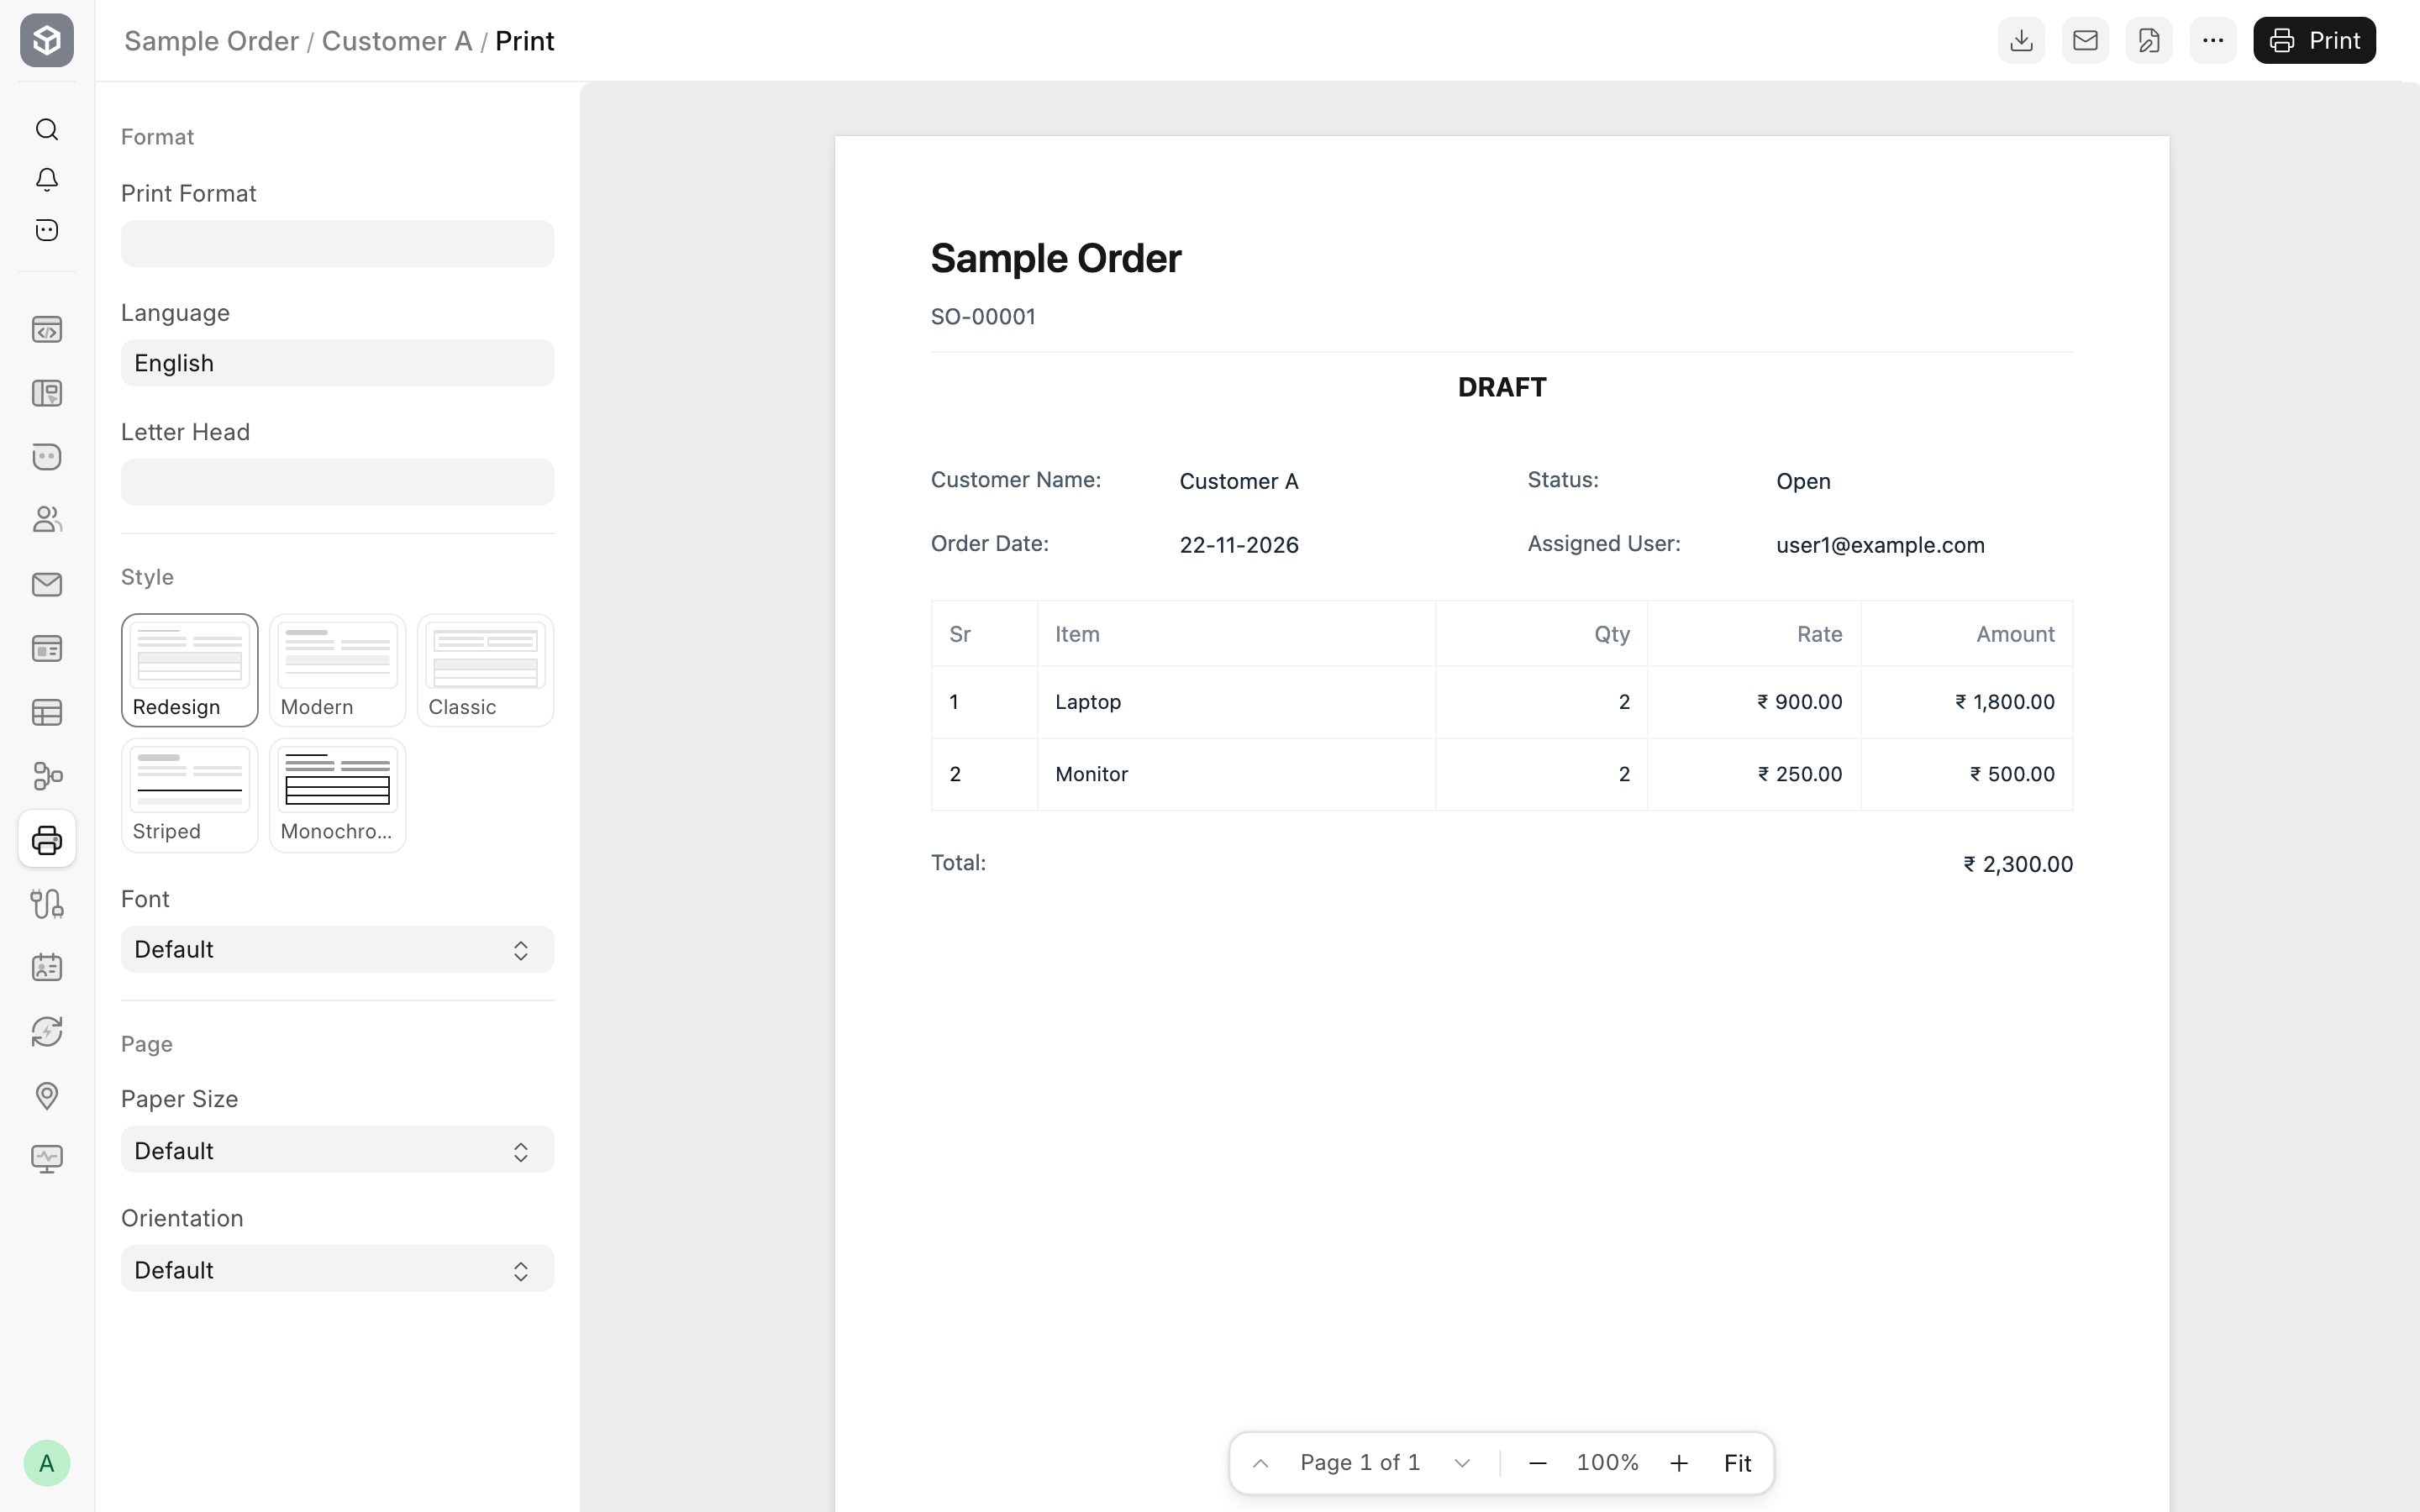 Sample Order / Customer A / Print
Print
Format
Print Format
Language
English
Letter Head
Style
Redesign
Modern
Classic
Striped
Monochro...
Font
Default
Page
Paper Size
Default
Orientation
Default
A
Sample Order
SO-00001
DRAFT
Customer Name: Customer A
Status: Open
Order Date: 22-11-2026
Assigned User: user1@example.com
Sr Item Qty Rate Amount
1 Laptop 2 ₹ 900.00 ₹ 1,800.00
2 Monitor 2 ₹ 250.00 ₹ 500.00
Total: ₹ 2,300.00
Page 1 of 1 100% Fit